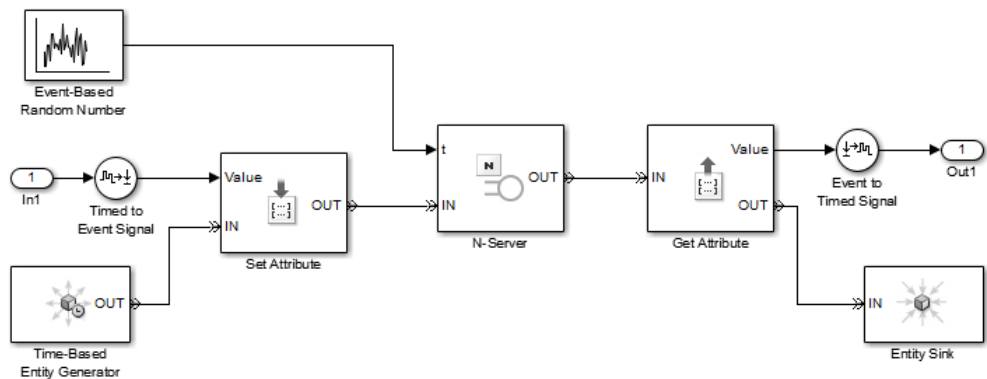 Event-Based
Random Number
t
N
OUT
IN
N-Server
1
In1
Timed to
Event Signal
Value
IN
OUT
[...]
Set Attribute
OUT
Time-Based
Entity Generator
IN
Value
OUT
[...]
Get Attribute
Event to
Timed Signal
1
Out1
IN
Entity Sink